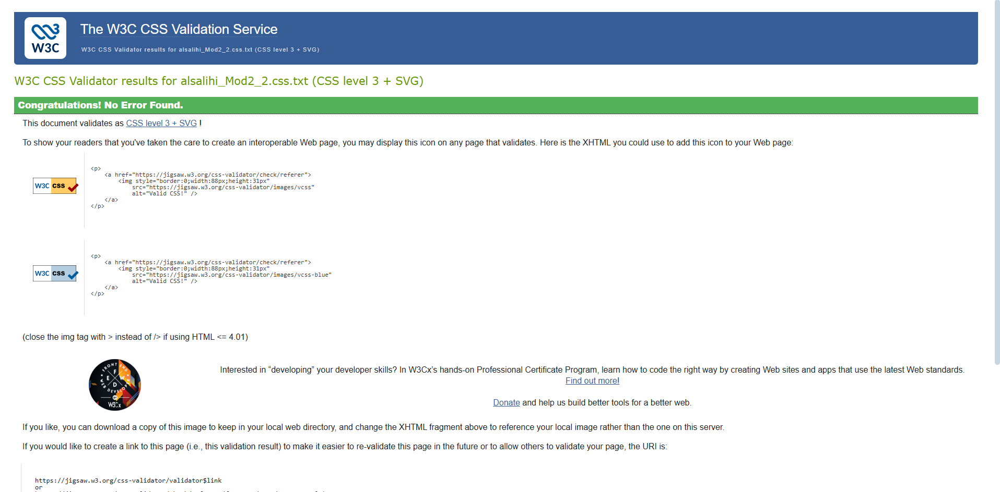 W3C
The W3C CSS Validation Service
W3C CSS Validator results for alsalihi_Mod2_2.css.txt (CSS level 3 + SVG)
W3C CSS Validator results for alsalihi_Mod2_2.css.txt (CSS level 3 + SVG)
Congratulations! No Error Found.
This document validates as CSS level 3 + SVG !
To show your readers that you've taken the care to create an interoperable Web page, you may display this icon on any page that validates. Here is the XHTML you could use to add this icon to your Web page:
W3C css
<p>
<a href="https://jigsaw.w3.org/css-validator/check/referer">
<img style="border:0;width:88px;height:31px"
src="https://jigsaw.w3.org/css-validator/images/vcss"
alt="Valid CSS!" />
</a>
</p>
W3C css
<p>
<a href="https://jigsaw.w3.org/css-validator/check/referer">
<img style="border:0;width:88px;height:31px"
src="https://jigsaw.w3.org/css-validator/images/vcss-blue"
alt="Valid CSS!" />
</a>
</p>
(close the img tag with > instead of /> if using HTML <= 4.01)
FRONT END
F E W D
WEB DEVELOPER
BY
W3Cx
Interested in “developing” your developer skills? In W3Cx’s hands-on Professional Certificate Program, learn how to code the right way by creating Web sites and apps that use the latest Web standards.
Find out more!
Donate and help us build better tools for a better web.
If you like, you can download a copy of this image to keep in your local web directory, and change the XHTML fragment above to reference your local image rather than the one on this server.
If you would like to create a link to this page (i.e., this validation result) to make it easier to re-validate this page in the future or to allow others to validate your page, the URI is:
https://jigsaw.w3.org/css-validator/validator$link
or